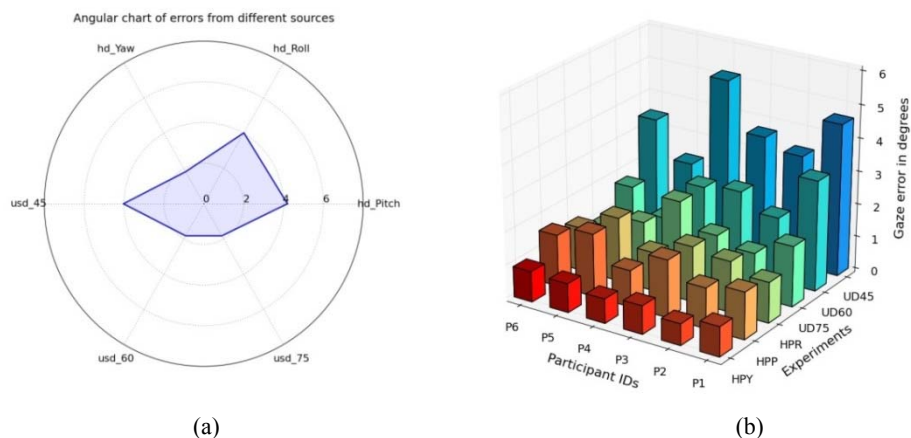 Angular chart of errors from different sources
hd_Yaw
hd_Roll
usd_45
0 2 4 6
hd_Pitch
usd_60
usd_75
(a)
6
5
4
3
2
1
0
Gaze error in degrees
P6
P5
P4
P3
P2
P1
Participant IDs
HPY
HPP
HPR
UD75
UD60
UD45
Experiments
(b)